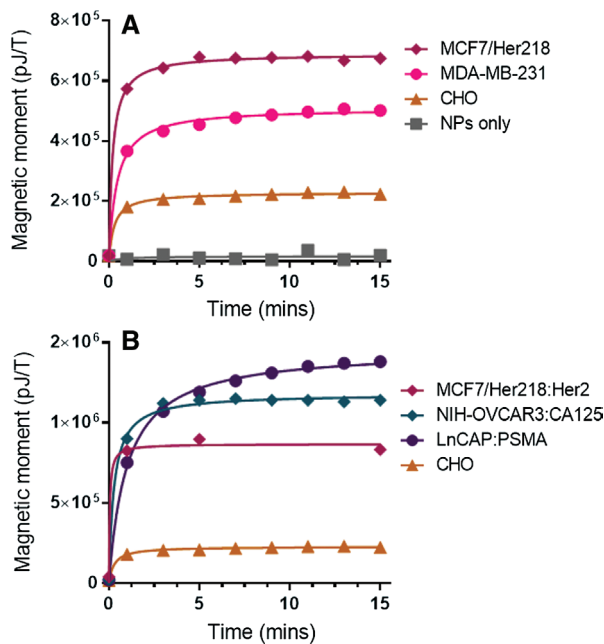 A
Magnetic moment (pJ/T)
8×10⁵
6×10⁵
4×10⁵
2×10⁵
0
0 5 10 15
Time (mins)
MCF7/Her218
MDA-MB-231
CHO
NPs only
B
Magnetic moment (pJ/T)
2×10⁶
1×10⁶
5×10⁵
0
0 5 10 15
Time (mins)
MCF7/Her218:Her2
NIH-OVCAR3:CA125
LnCAP:PSMA
CHO